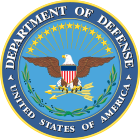 DEPARTMENT OF DEFENSE
UNITED STATES OF AMERICA